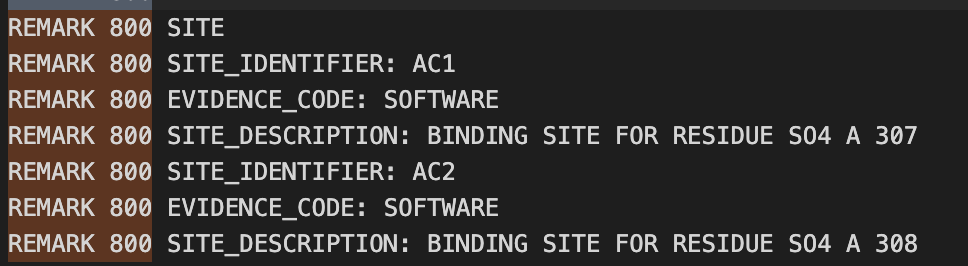 REMARK 800 SITE
REMARK 800 SITE_IDENTIFIER: AC1
REMARK 800 EVIDENCE_CODE: SOFTWARE
REMARK 800 SITE_DESCRIPTION: BINDING SITE FOR RESIDUE SO4 A 307
REMARK 800 SITE_IDENTIFIER: AC2
REMARK 800 EVIDENCE_CODE: SOFTWARE
REMARK 800 SITE_DESCRIPTION: BINDING SITE FOR RESIDUE SO4 A 308